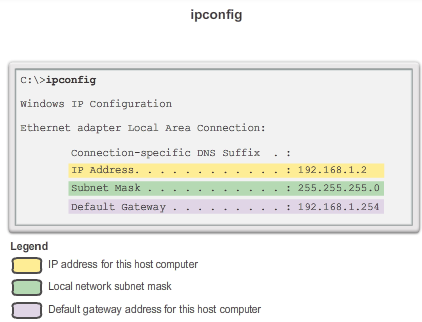 ipconfig
C:\>ipconfig
Windows IP Configuration
Ethernet adapter Local Area Connection:
Connection-specific DNS Suffix . :
IP Address. . . . . . . . . . . . : 192.168.1.2
Subnet Mask . . . . . . . . . . . : 255.255.255.0
Default Gateway . . . . . . . . . : 192.168.1.254
Legend
IP address for this host computer
Local network subnet mask
Default gateway address for this host computer